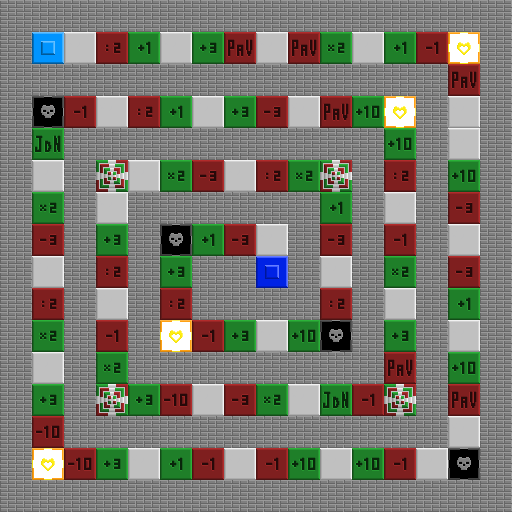 :2 +1 +3 PAV PAV ×2 +1 -1
PAV
-1 :2 +1 +3 -3 PAV +10
JDN +10
×2 -3 :2 ×2 :2 +10
×2 +1 -3
-3 +3 +1 -3 -3 -1
:2 +3 ×2 -3
:2 :2 :2 +1
×2 -1 -1 +3 +10 +3
×2 PAV +10
+3 +3 -10 -3 ×2 JDN -1 PAV
-10
-10 +3 +1 -1 -1 +10 +10 -1